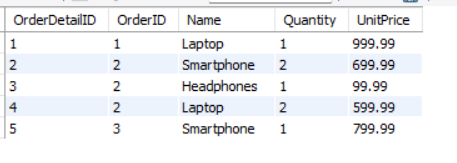 OrderDetailID OrderID Name Quantity UnitPrice
1 1 Laptop 1 999.99
2 2 Smartphone 2 699.99
3 2 Headphones 1 99.99
4 2 Laptop 2 599.99
5 3 Smartphone 1 799.99